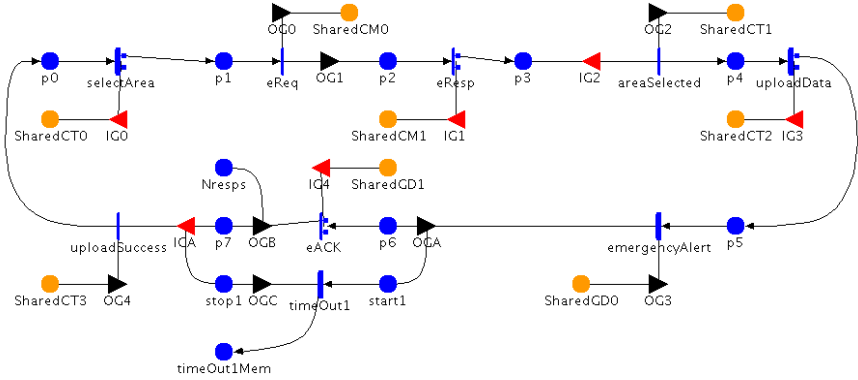 OG0
SharedCM0
OG2
SharedCT1
p0
selectArea
p1
eReq
OG1
p2
eResp
p3
IG2
areaSelected
p4
uploadData
SharedCT0
IG0
SharedCM1
IG1
SharedCT2
IG3
Nresps
IG4
SharedGD1
uploadSuccess
ICA
p7
OGB
eACK
p6
OGA
emergencyAlert
p5
SharedCT3
OG4
stop1
OGC
timeOut1
start1
SharedGD0
OG3
timeOut1Mem